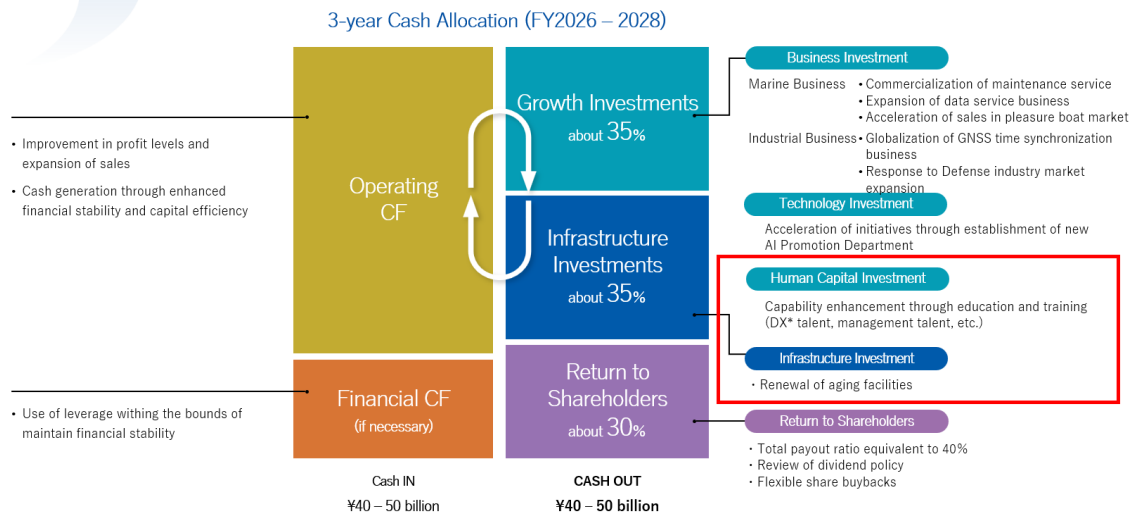 3-year Cash Allocation (FY2026 – 2028)
• Improvement in profit levels and
expansion of sales
• Cash generation through enhanced
financial stability and capital efficiency
• Use of leverage withing the bounds of
maintain financial stability
Operating
CF
Financial CF
(if necessary)
Cash IN
¥40 – 50 billion
Growth Investments
about 35%
Infrastructure
Investments
about 35%
Return to
Shareholders
about 30%
CASH OUT
¥40 – 50 billion
Business Investment
Marine Business • Commercialization of maintenance service
• Expansion of data service business
• Acceleration of sales in pleasure boat market
Industrial Business • Globalization of GNSS time synchronization
business
• Response to Defense industry market
expansion
Technology Investment
Acceleration of initiatives through establishment of new
AI Promotion Department
Human Capital Investment
Capability enhancement through education and training
(DX* talent, management talent, etc.)
Infrastructure Investment
・Renewal of aging facilities
Return to Shareholders
・Total payout ratio equivalent to 40%
・Review of dividend policy
・Flexible share buybacks